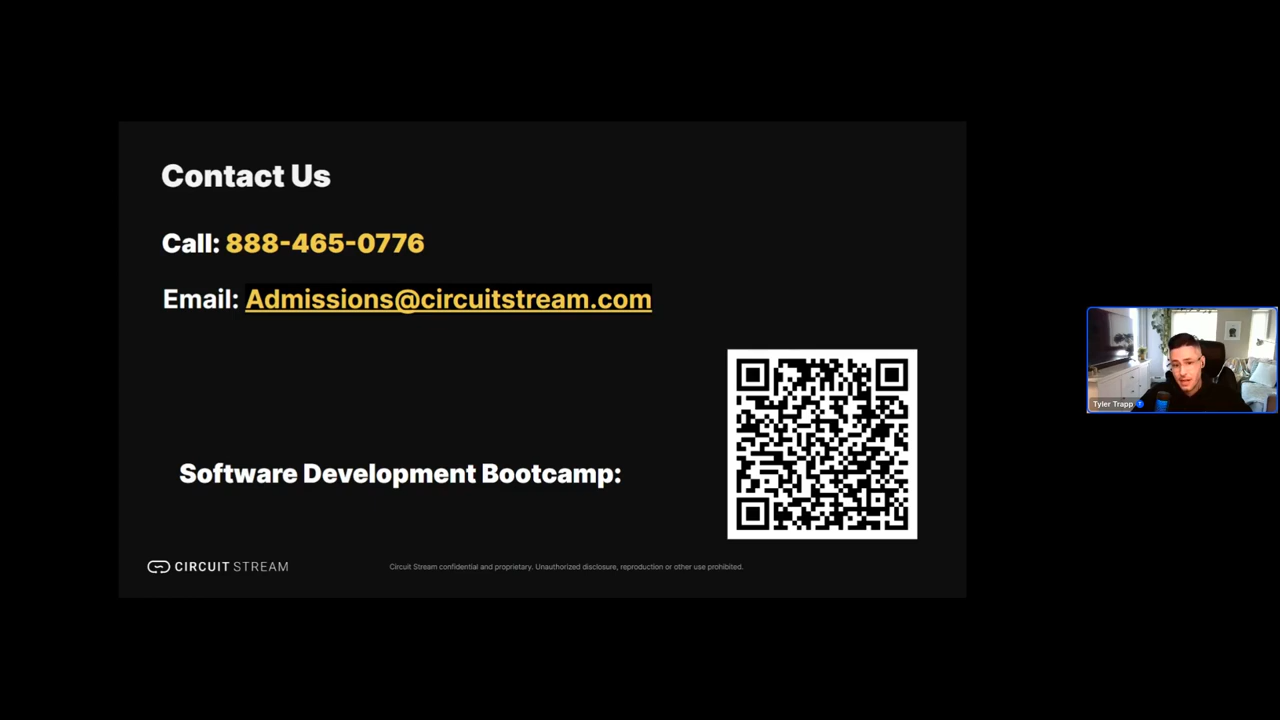 Contact Us
Call: 888-465-0776
Email: Admissions@circuitstream.com
Software Development Bootcamp:
CIRCUIT STREAM
Circuit Stream confidential and proprietary. Unauthorized disclosure, reproduction or other use prohibited.
Tyler Trapp